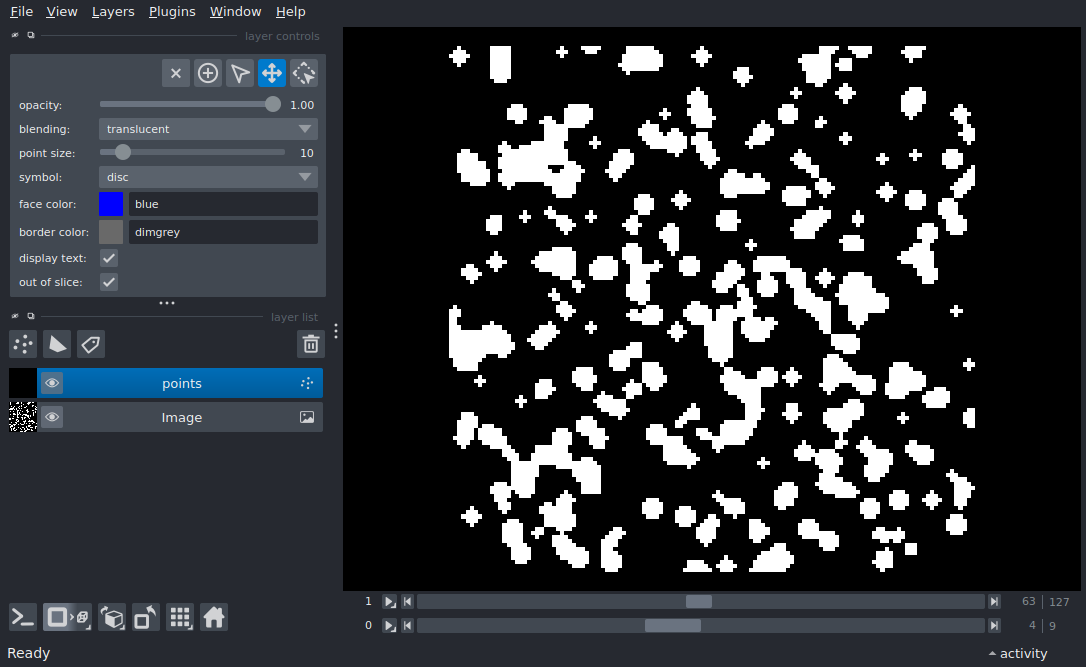 File View Layers Plugins Window Help
layer controls
opacity: 1.00
blending: translucent
point size: 10
symbol: disc
face color: blue
border color: dimgrey
display text:
out of slice:
layer list
points
Image
1 63 127
0 4 9
Ready activity